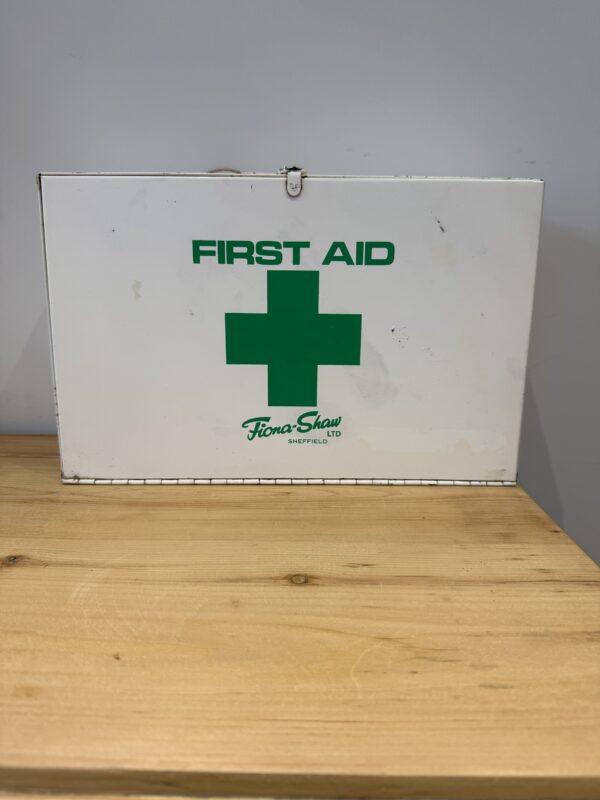 FIRST AID
Fiona-Shaw
LTD
SHEFFIELD